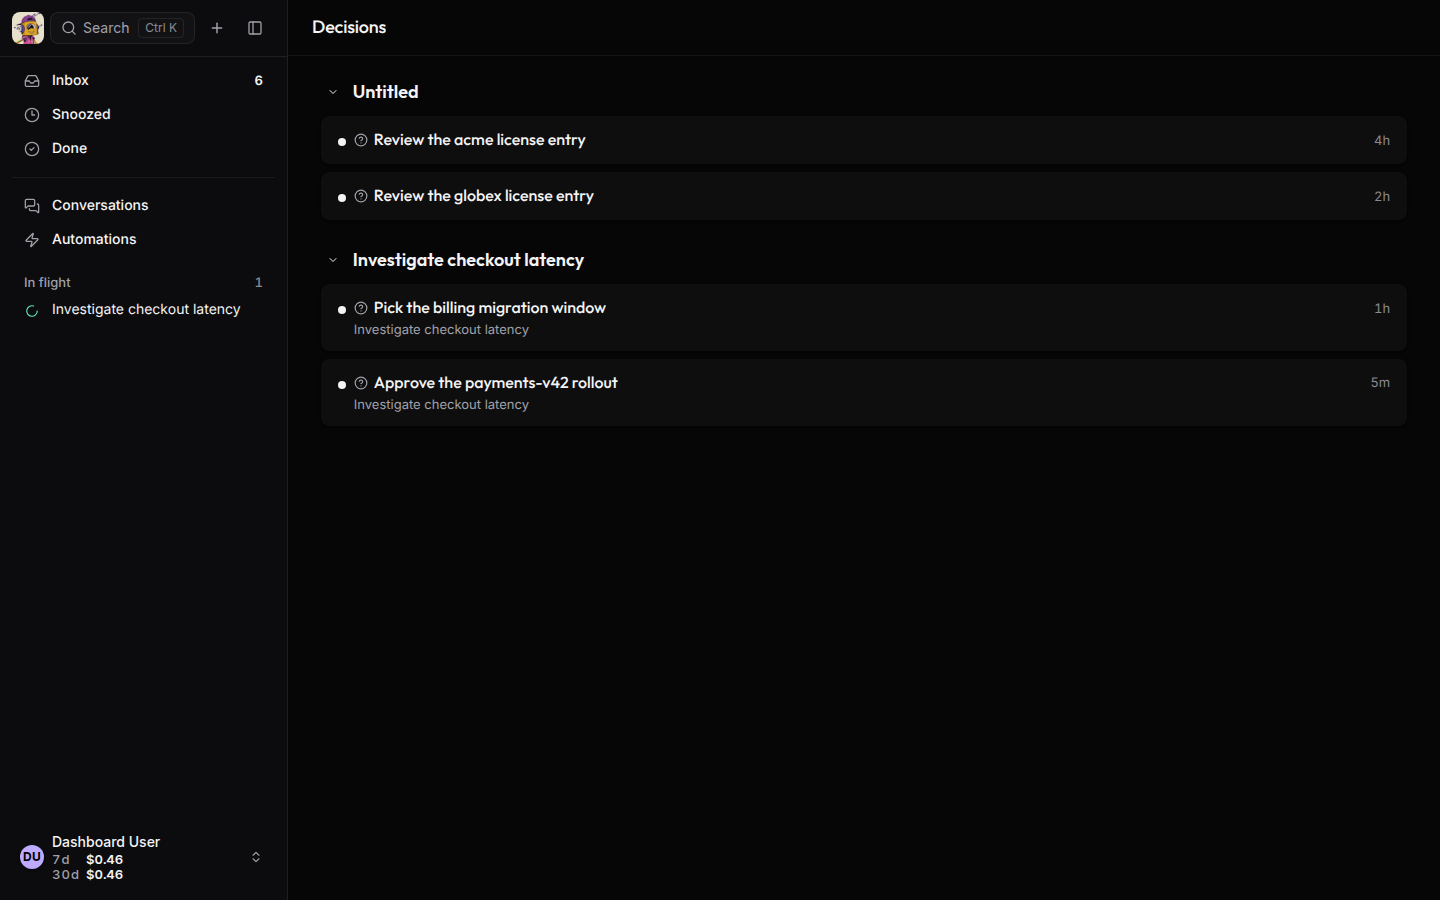 Search Ctrl K
Decisions
Inbox 6
Snoozed
Done
Conversations
Automations
In flight 1
Investigate checkout latency
Untitled
Review the acme license entry 4h
Review the globex license entry 2h
Investigate checkout latency
Pick the billing migration window 1h
Investigate checkout latency
Approve the payments-v42 rollout 5m
Investigate checkout latency
DU
Dashboard User
7d $0.46
30d $0.46